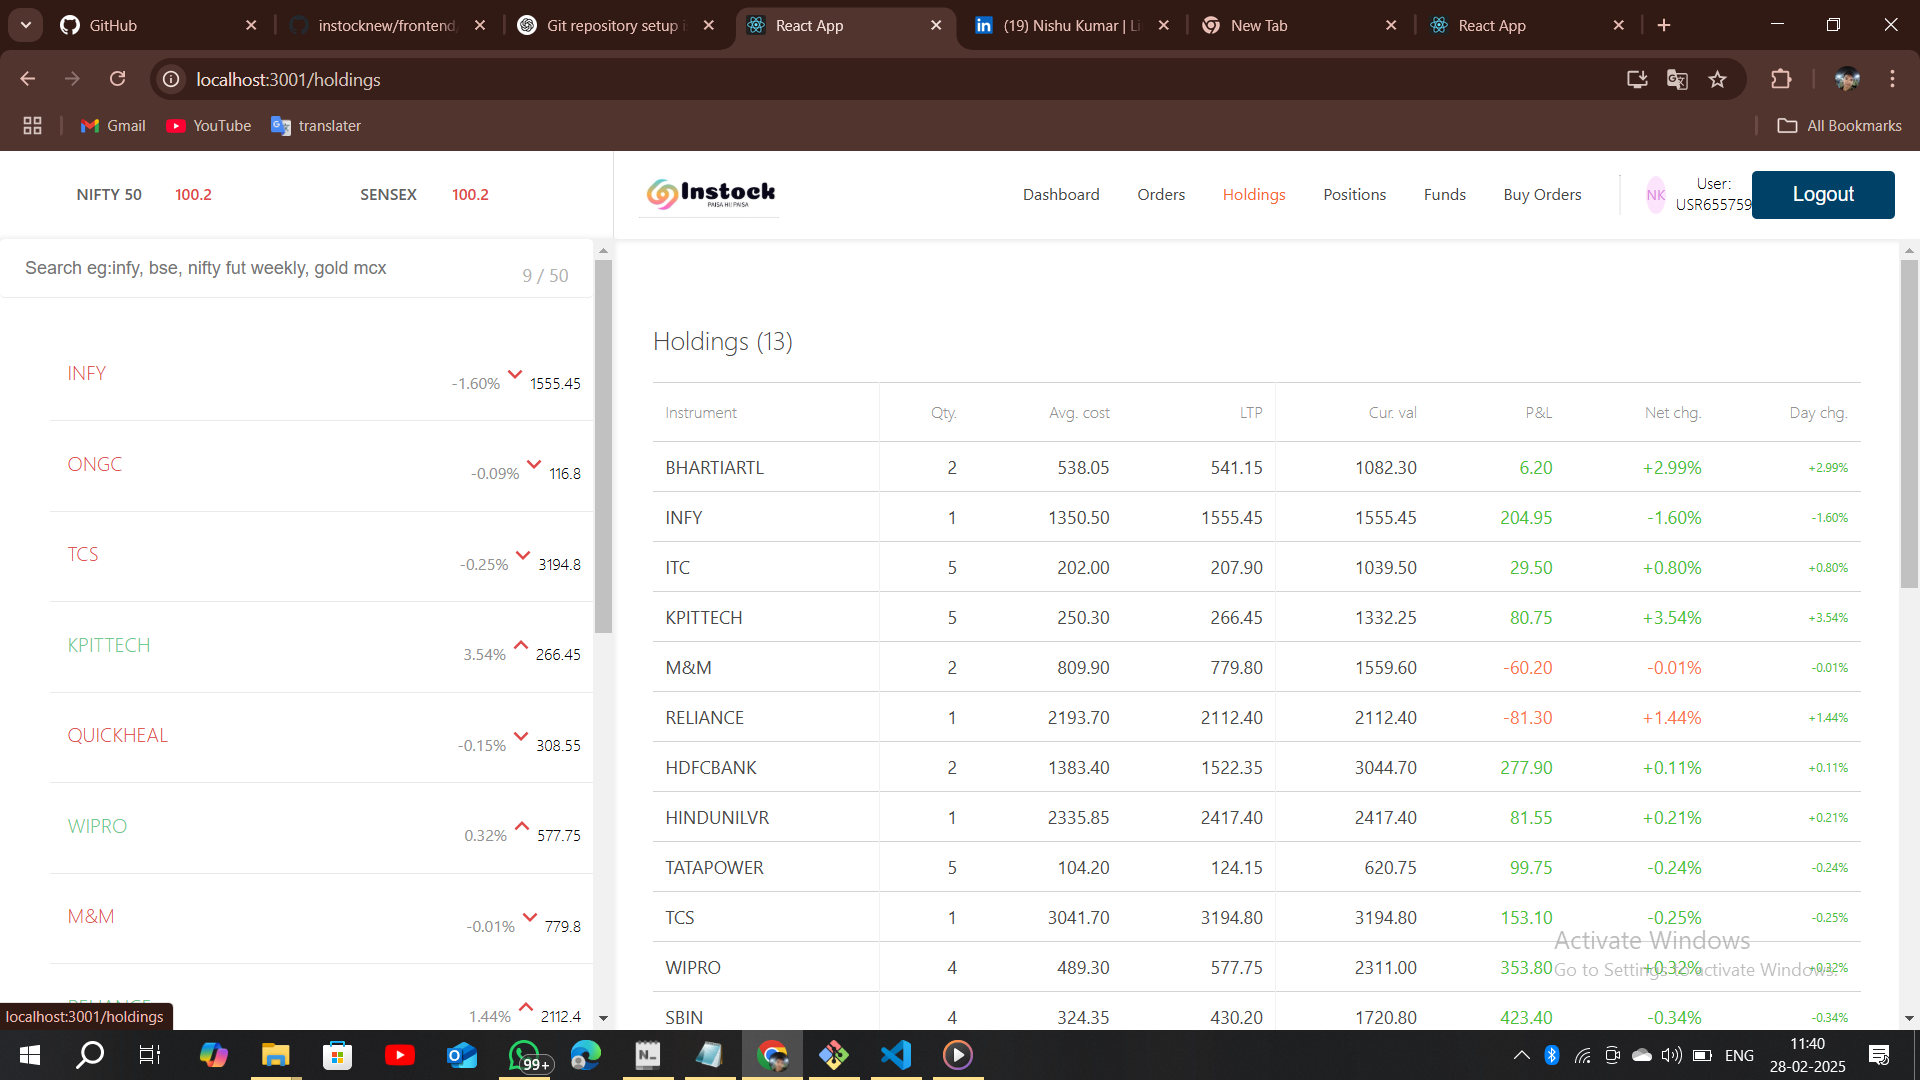 GitHub
instocknew/frontend
Git repository setup
React App
(19) Nishu Kumar | Li
New Tab
React App
localhost:3001/holdings
Gmail
YouTube
translater
All Bookmarks
NIFTY 50 100.2
SENSEX 100.2
Instock
PAISA HI PAISA
Dashboard
Orders
Holdings
Positions
Funds
Buy Orders
NK
User:
USR655759
Logout
Search eg:infy, bse, nifty fut weekly, gold mcx
9 / 50
INFY -1.60% 1555.45
ONGC -0.09% 116.8
TCS -0.25% 3194.8
KPITTECH 3.54% 266.45
QUICKHEAL -0.15% 308.55
WIPRO 0.32% 577.75
M&M -0.01% 779.8
RELIANCE 1.44% 2112.4
Holdings (13)
Instrument Qty. Avg. cost LTP Cur. val P&L Net chg. Day chg.
BHARTIARTL 2 538.05 541.15 1082.30 6.20 +2.99% +2.99%
INFY 1 1350.50 1555.45 1555.45 204.95 -1.60% -1.60%
ITC 5 202.00 207.90 1039.50 29.50 +0.80% +0.80%
KPITTECH 5 250.30 266.45 1332.25 80.75 +3.54% +3.54%
M&M 2 809.90 779.80 1559.60 -60.20 -0.01% -0.01%
RELIANCE 1 2193.70 2112.40 2112.40 -81.30 +1.44% +1.44%
HDFCBANK 2 1383.40 1522.35 3044.70 277.90 +0.11% +0.11%
HINDUNILVR 1 2335.85 2417.40 2417.40 81.55 +0.21% +0.21%
TATAPOWER 5 104.20 124.15 620.75 99.75 -0.24% -0.24%
TCS 1 3041.70 3194.80 3194.80 153.10 -0.25% -0.25%
WIPRO 4 489.30 577.75 2311.00 353.80 +0.32% +0.32%
SBIN 4 324.35 430.20 1720.80 423.40 -0.34% -0.34%
Activate Windows
Go to Settings to activate Windows.
localhost:3001/holdings
99+
ENG
11:40
28-02-2025